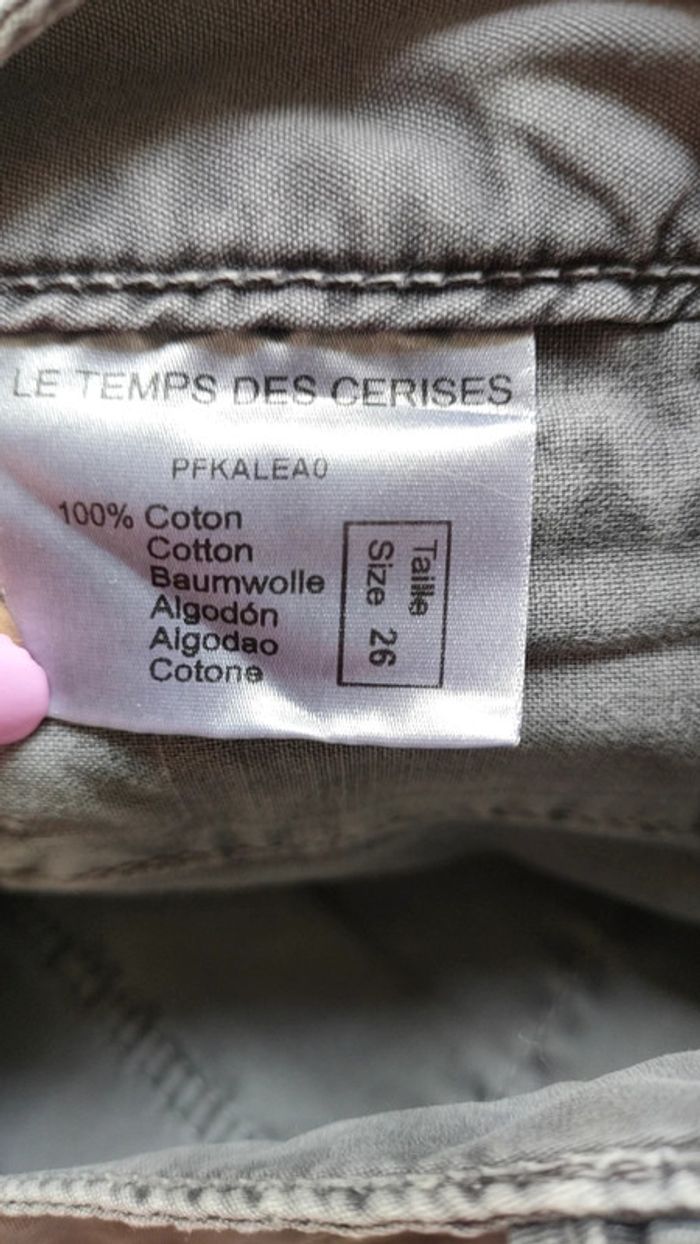 LE TEMPS DES CERISES
PFKALEA0
100% Coton
Cotton
Baumwolle
Algodón
Algodao
Cotone
Taille
Size 26